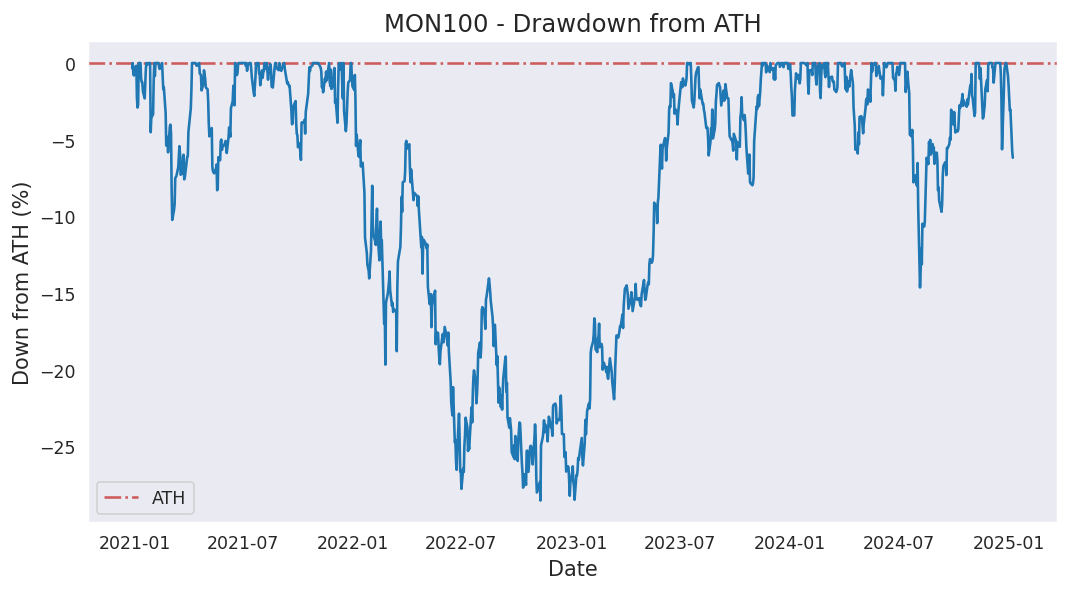 MON100 - Drawdown from ATH
Down from ATH (%)
0
−5
−10
−15
−20
−25
ATH
2021-01 2021-07 2022-01 2022-07 2023-01 2023-07 2024-01 2024-07 2025-01
Date